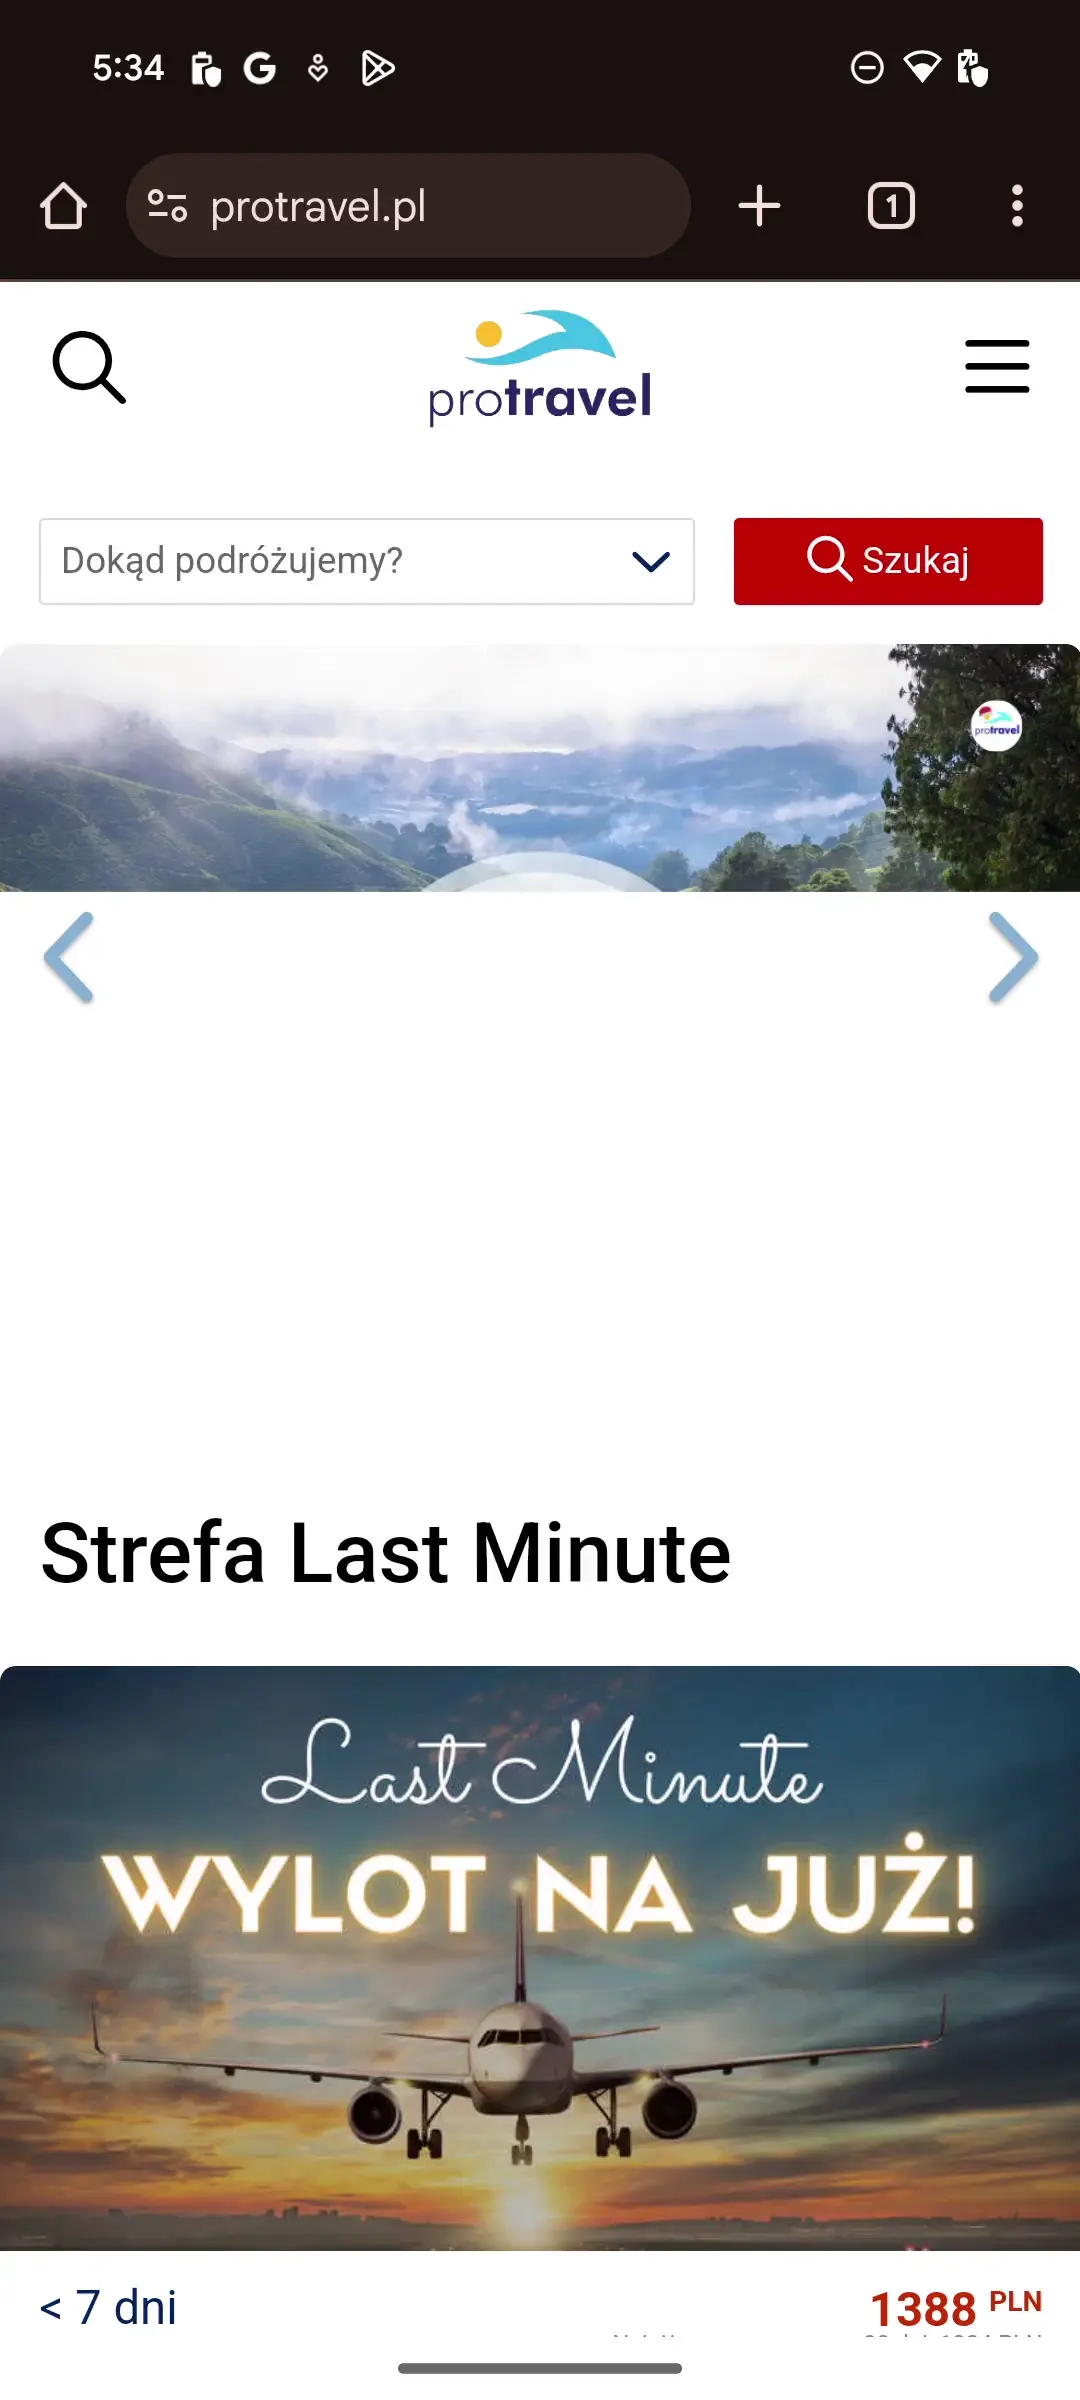 5:34
protravel.pl
1
protravel
Dokąd podróżujemy?
Szukaj
protravel
Strefa Last Minute
Last Minute
WYLOT NA JUŻ!
< 7 dni
1388 PLN